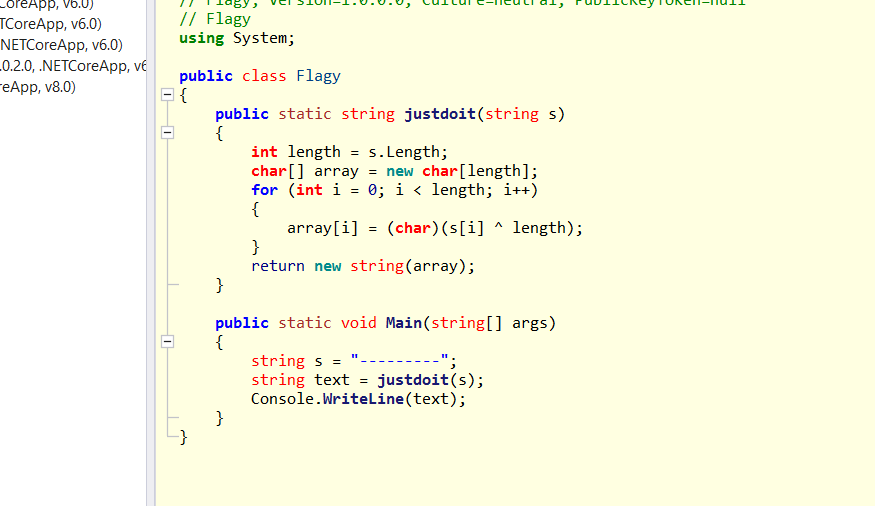 CoreApp, v6.0)
TCoreApp, v6.0)
.NETCoreApp, v6.0)
.0.2.0, .NETCoreApp, v6
reApp, v8.0)
// Flagy, Version=1.0.0.0, Culture=neutral, PublicKeyToken=null
// Flagy
using System;
public class Flagy
{
public static string justdoit(string s)
{
int length = s.Length;
char[] array = new char[length];
for (int i = 0; i < length; i++)
{
array[i] = (char)(s[i] ^ length);
}
return new string(array);
}
public static void Main(string[] args)
{
string s = "---------";
string text = justdoit(s);
Console.WriteLine(text);
}
}